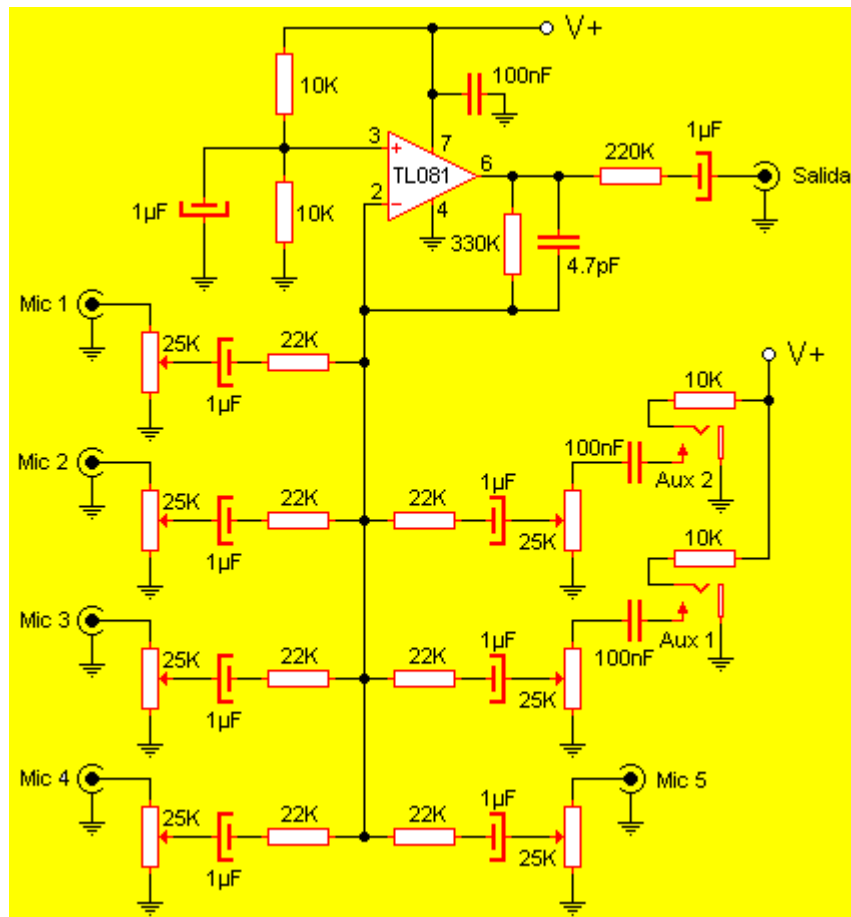 V+
100nF
10K
3
7
1µF
TL081
6
220K
Salida
2
4
1µF
10K
330K
4.7pF
Mic 1
25K
22K
1µF
V+
10K
Mic 2
100nF
Aux 2
25K
22K
22K
1µF
25K
1µF
10K
Mic 3
Aux 1
100nF
25K
22K
22K
1µF
25K
1µF
Mic 4
25K
22K
22K
1µF
Mic 5
25K
1µF